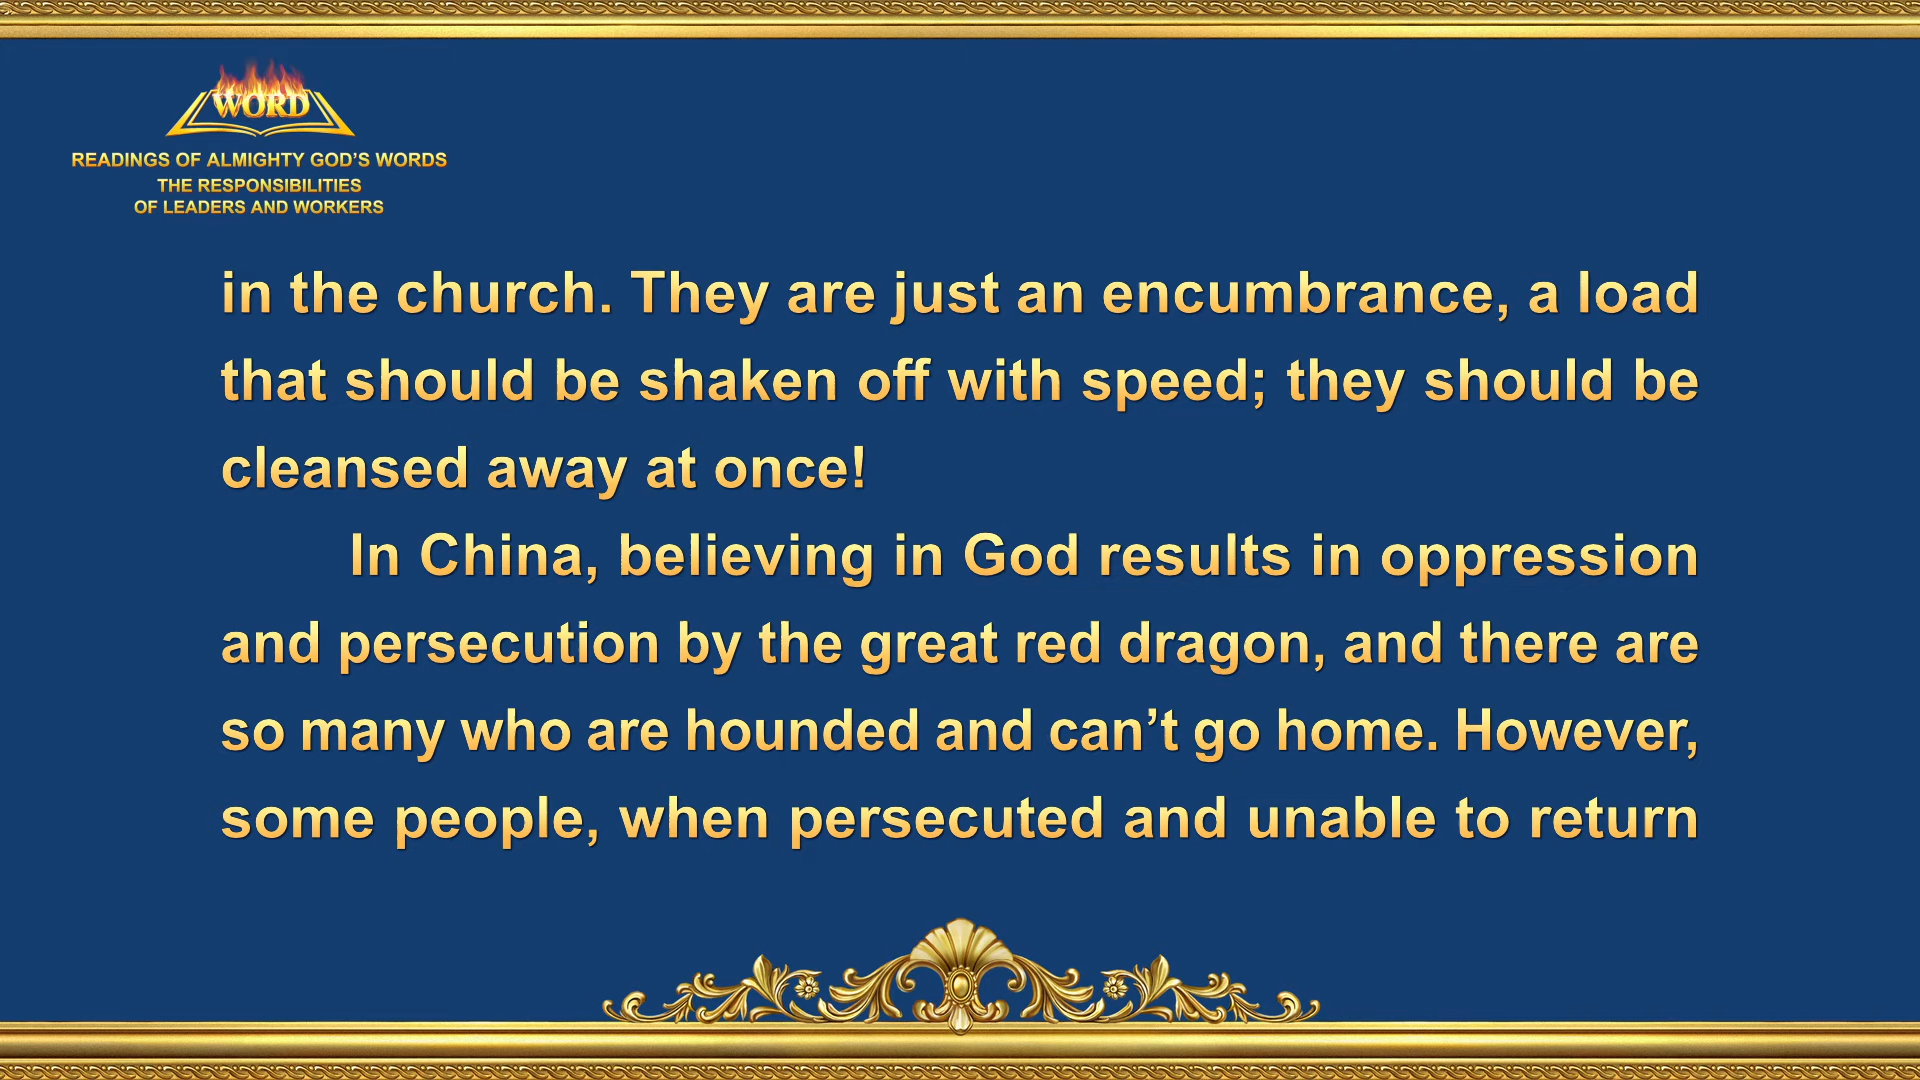 WORD
READINGS OF ALMIGHTY GOD’S WORDS
THE RESPONSIBILITIES
OF LEADERS AND WORKERS
in the church. They are just an encumbrance, a load
that should be shaken off with speed; they should be
cleansed away at once!
In China, believing in God results in oppression
and persecution by the great red dragon, and there are
so many who are hounded and can’t go home. However,
some people, when persecuted and unable to return